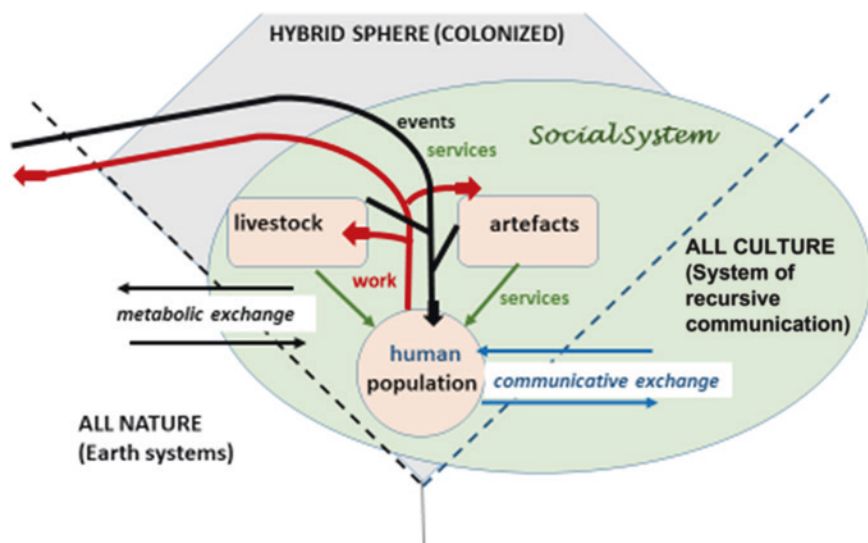 HYBRID SPHERE (COLONIZED)
events
services
SocialSystem
livestock
artefacts
ALL CULTURE
(System of
recursive
communication)
work
services
metabolic exchange
human
population
communicative exchange
ALL NATURE
(Earth systems)